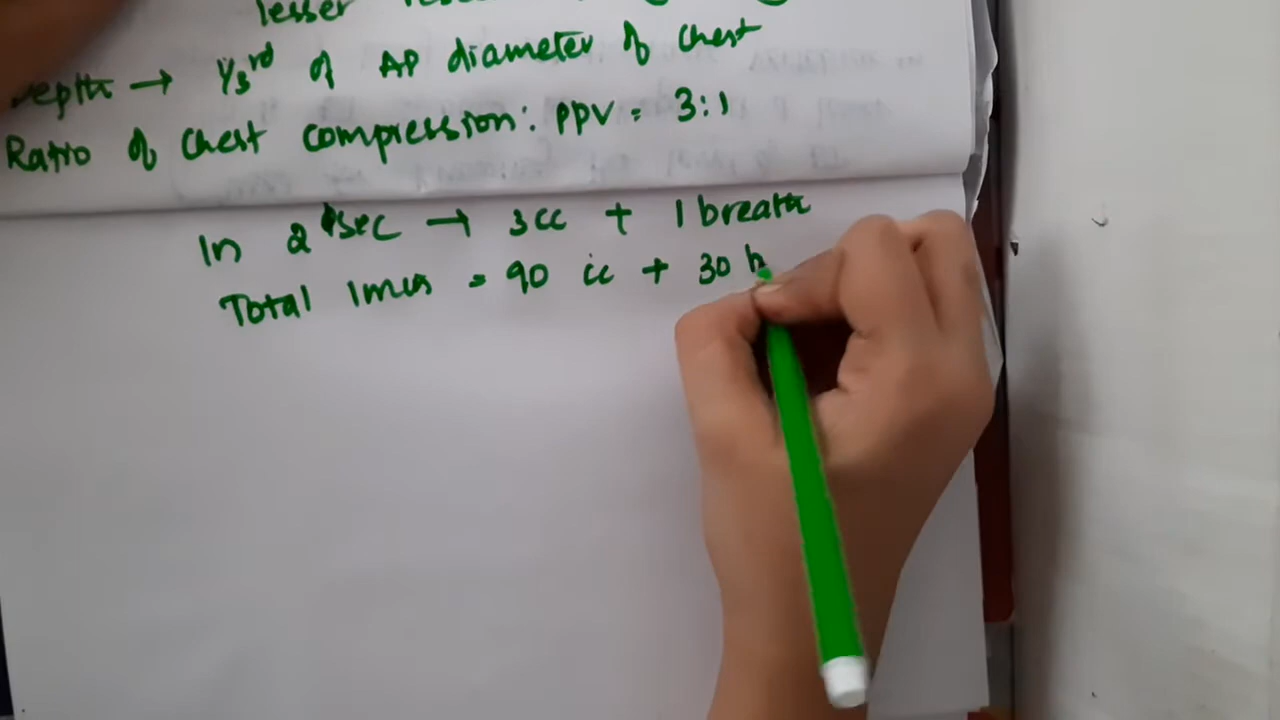 lesser
Depth → 1/3rd of AP diameter of chest
Ratio of Chest compression: PPV = 3:1
In 2 sec → 3cc + 1 breath
Total 1min = 90 cc + 30 b